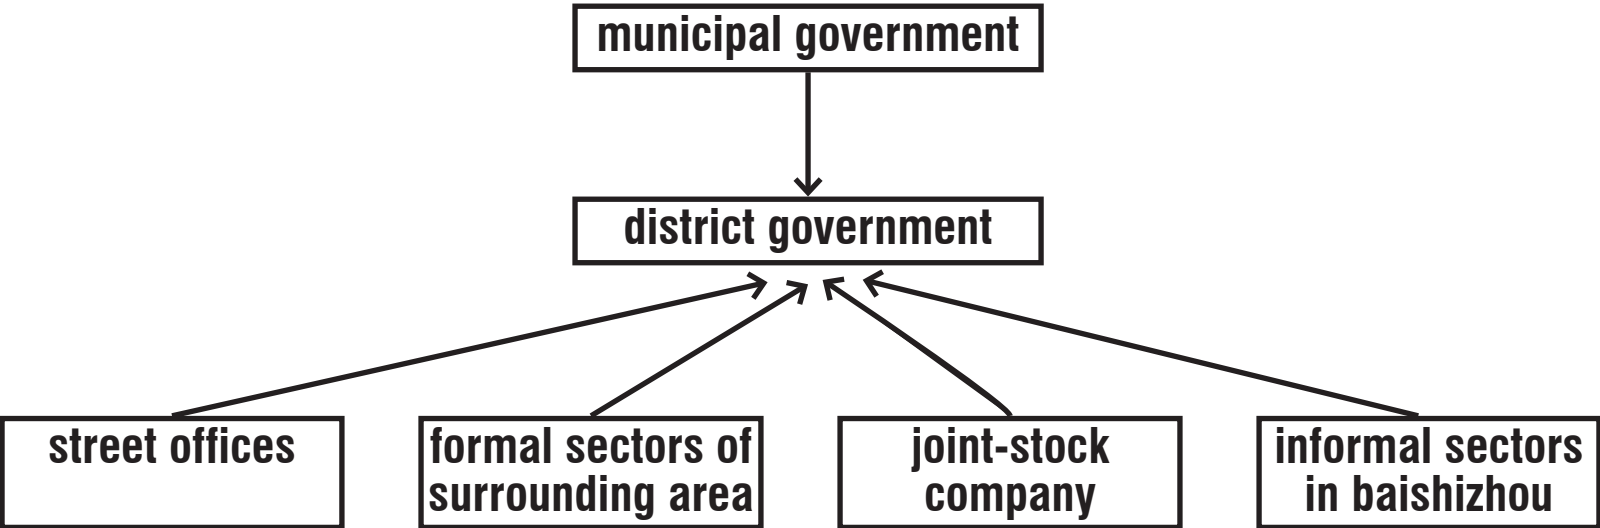 municipal government
district government
street offices
formal sectors of
surrounding area
joint-stock
company
informal sectors
in baishizhou